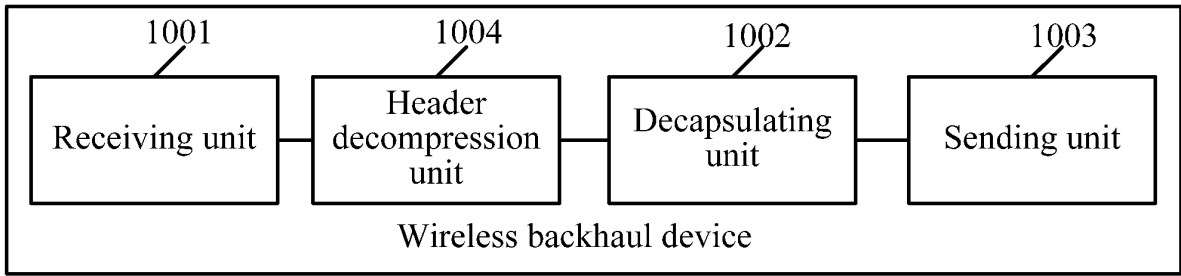 1001 1004 1002 1003
Receiving unit
Header
decompression
unit
Decapsulating
unit
Sending unit
Wireless backhaul device